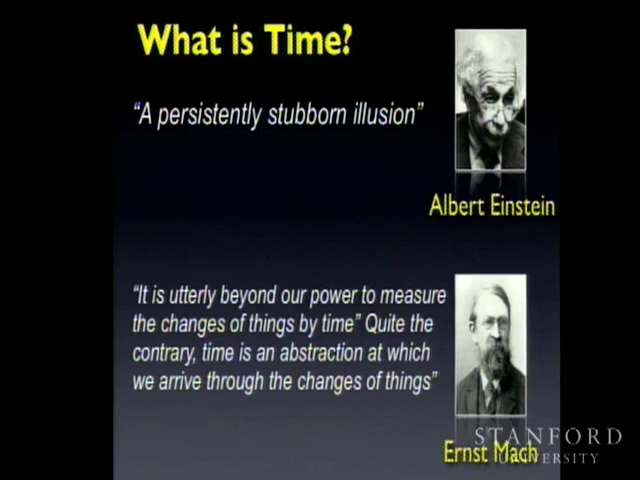 What is Time?
“A persistently stubborn illusion”
Albert Einstein
“It is utterly beyond our power to measure
the changes of things by time” Quite the
contrary, time is an abstraction at which
we arrive through the changes of things”
Ernst Mach
STANFORD
UNIVERSITY